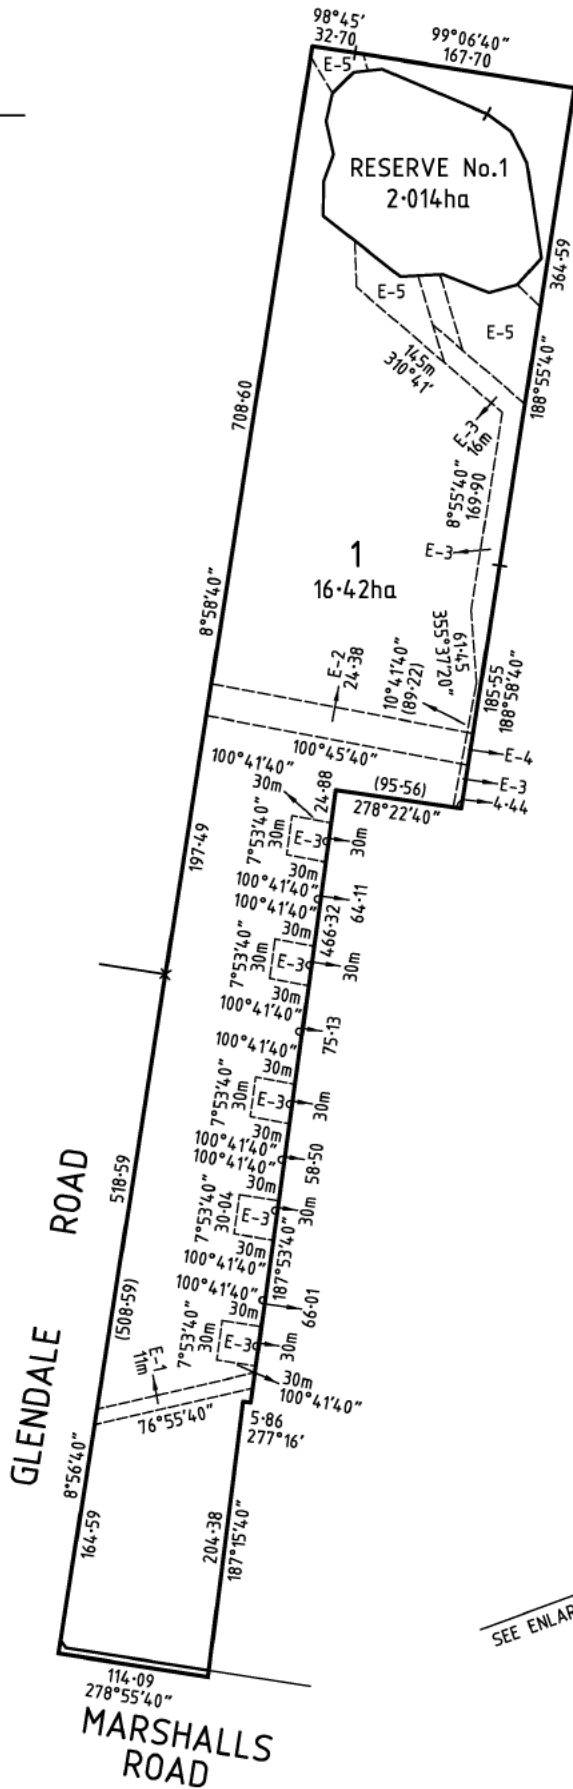 98°45'
32·70
99°06'40"
167·70
E-5
RESERVE No.1
2·014ha
364·59
E-5
E-5
145m
310°41'
188°55'40"
708·60
E-3
16m
8°55'40"
169·90
E-3
1
16·42ha
8°58'40"
61·45
355°37'20"
E-2
24·38
10°41'40"
(89·22)
185·55
188°58'40"
100°45'40"
E-4
E-3
4·44
(95·56)
278°22'40"
24·88
100°41'40"
30m
7°53'40"
30m
E-3
30m
30m
100°41'40"
64·11
197·49
100°41'40"
30m
466·32
7°53'40"
30m
E-3
30m
30m
100°41'40"
75·13
100°41'40"
30m
7°53'40"
30m
E-3
30m
30m
100°41'40"
58·50
100°41'40"
30m
7°53'40"
30·04
E-3
30m
30m
100°41'40"
187°53'40"
66·01
100°41'40"
30m
7°53'40"
30m
E-3
30m
30m
100°41'40"
518·59
(508·59)
E-1
11m
76°55'40"
5·86
277°16'
GLENDALE ROAD
8°56'40"
164·59
204·38
187°15'40"
SEE ENLAR
114·09
278°55'40"
MARSHALLS
ROAD